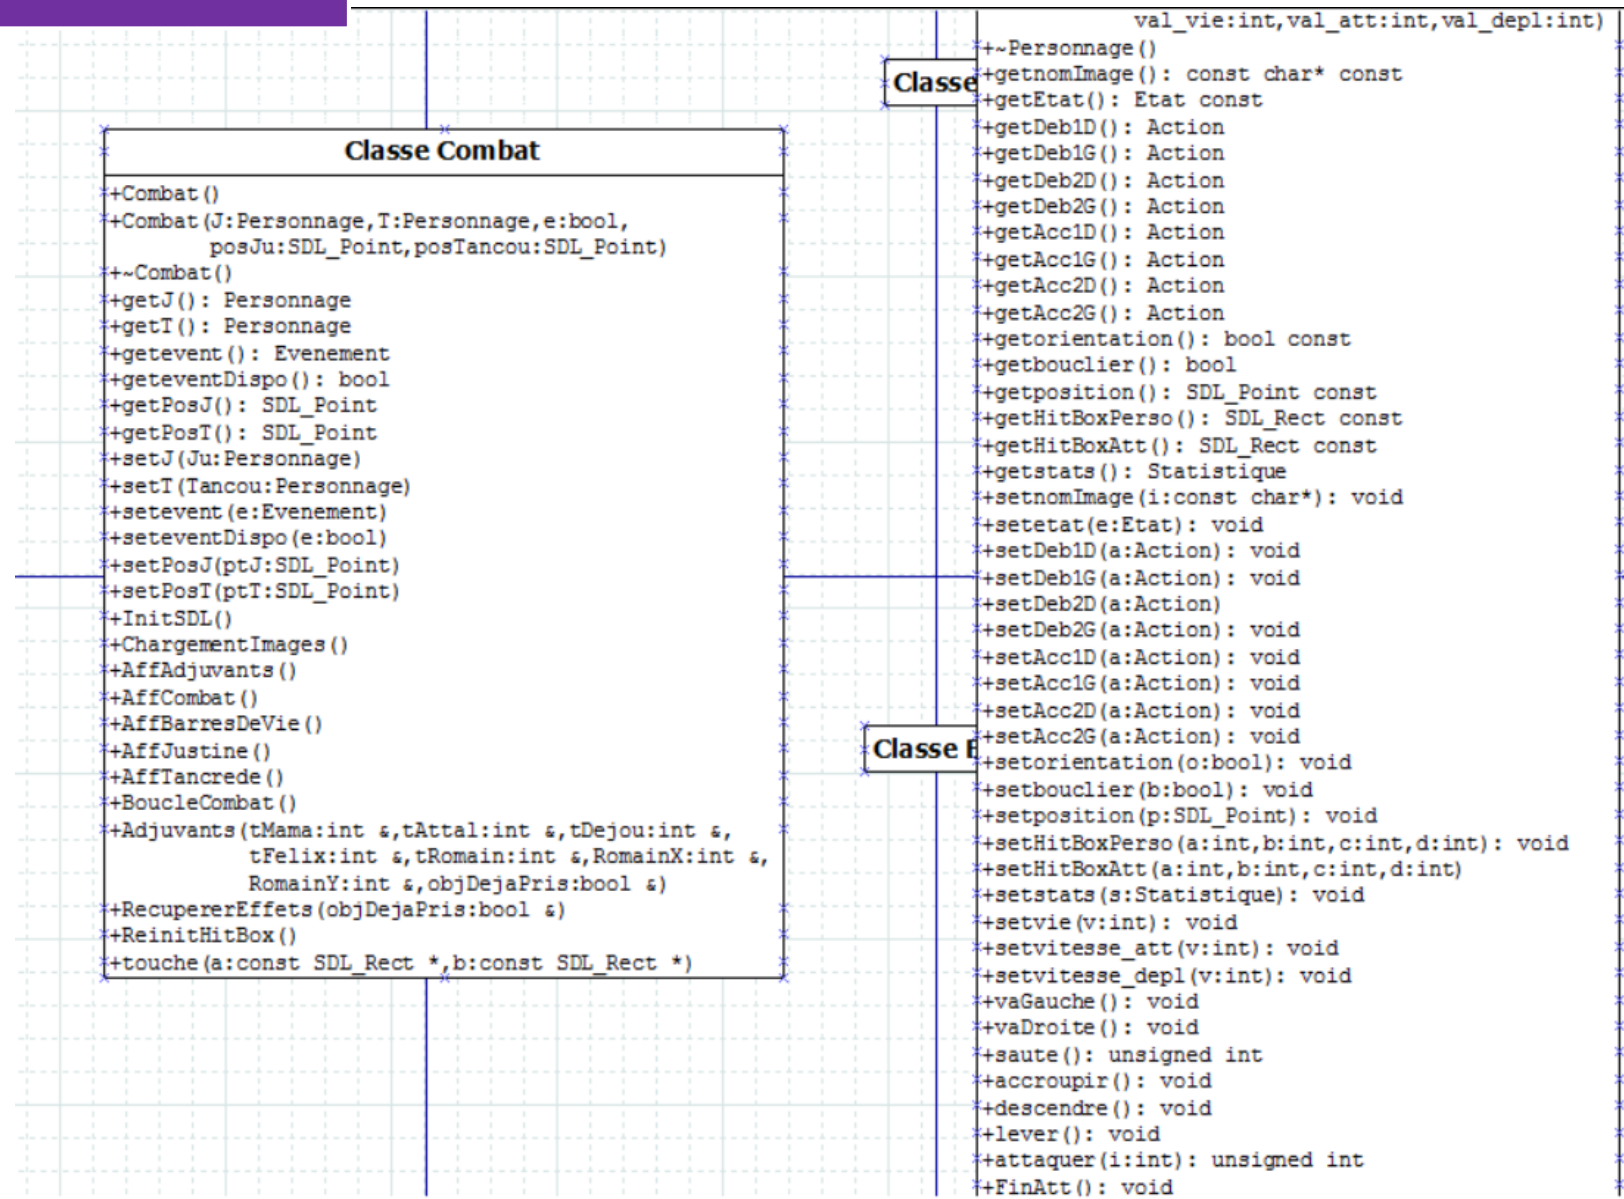 Classe Combat
+Combat()
+Combat(J:Personnage,T:Personnage,e:bool,
posJu:SDL_Point,posTancou:SDL_Point)
+~Combat()
+getJ(): Personnage
+getT(): Personnage
+getevent(): Evenement
+geteventDispo(): bool
+getPosJ(): SDL_Point
+getPosT(): SDL_Point
+setJ(Ju:Personnage)
+setT(Tancou:Personnage)
+setevent(e:Evenement)
+seteventDispo(e:bool)
+setPosJ(ptJ:SDL_Point)
+setPosT(ptT:SDL_Point)
+InitSDL()
+ChargementImages()
+AffAdjuvants()
+AffCombat()
+AffBarresDeVie()
+AffJustine()
+AffTancrede()
+BoucleCombat()
+Adjuvants(tMama:int &,tAttal:int &,tDejou:int &,
tFelix:int &,tRomain:int &,RomainX:int &,
RomainY:int &,objDejaPris:bool &)
+RecupererEffets(objDejaPris:bool &)
+ReinitHitBox()
+touche(a:const SDL_Rect *,b:const SDL_Rect *)
Classe
Classe E
val_vie:int,val_att:int,val_depl:int)
+~Personnage()
+getnomImage(): const char* const
+getEtat(): Etat const
+getDeb1D(): Action
+getDeb1G(): Action
+getDeb2D(): Action
+getDeb2G(): Action
+getAcc1D(): Action
+getAcc1G(): Action
+getAcc2D(): Action
+getAcc2G(): Action
+getorientation(): bool const
+getbouclier(): bool
+getposition(): SDL_Point const
+getHitBoxPerso(): SDL_Rect const
+getHitBoxAtt(): SDL_Rect const
+getstats(): Statistique
+setnomImage(i:const char*): void
+setetat(e:Etat): void
+setDeb1D(a:Action): void
+setDeb1G(a:Action): void
+setDeb2D(a:Action)
+setDeb2G(a:Action): void
+setAcc1D(a:Action): void
+setAcc1G(a:Action): void
+setAcc2D(a:Action): void
+setAcc2G(a:Action): void
+setorientation(o:bool): void
+setbouclier(b:bool): void
+setposition(p:SDL_Point): void
+setHitBoxPerso(a:int,b:int,c:int,d:int): void
+setHitBoxAtt(a:int,b:int,c:int,d:int)
+setstats(s:Statistique): void
+setvie(v:int): void
+setvitesse_att(v:int): void
+setvitesse_depl(v:int): void
+vaGauche(): void
+vaDroite(): void
+saute(): unsigned int
+accroupir(): void
+descendre(): void
+lever(): void
+attaquer(i:int): unsigned int
+FinAtt(): void